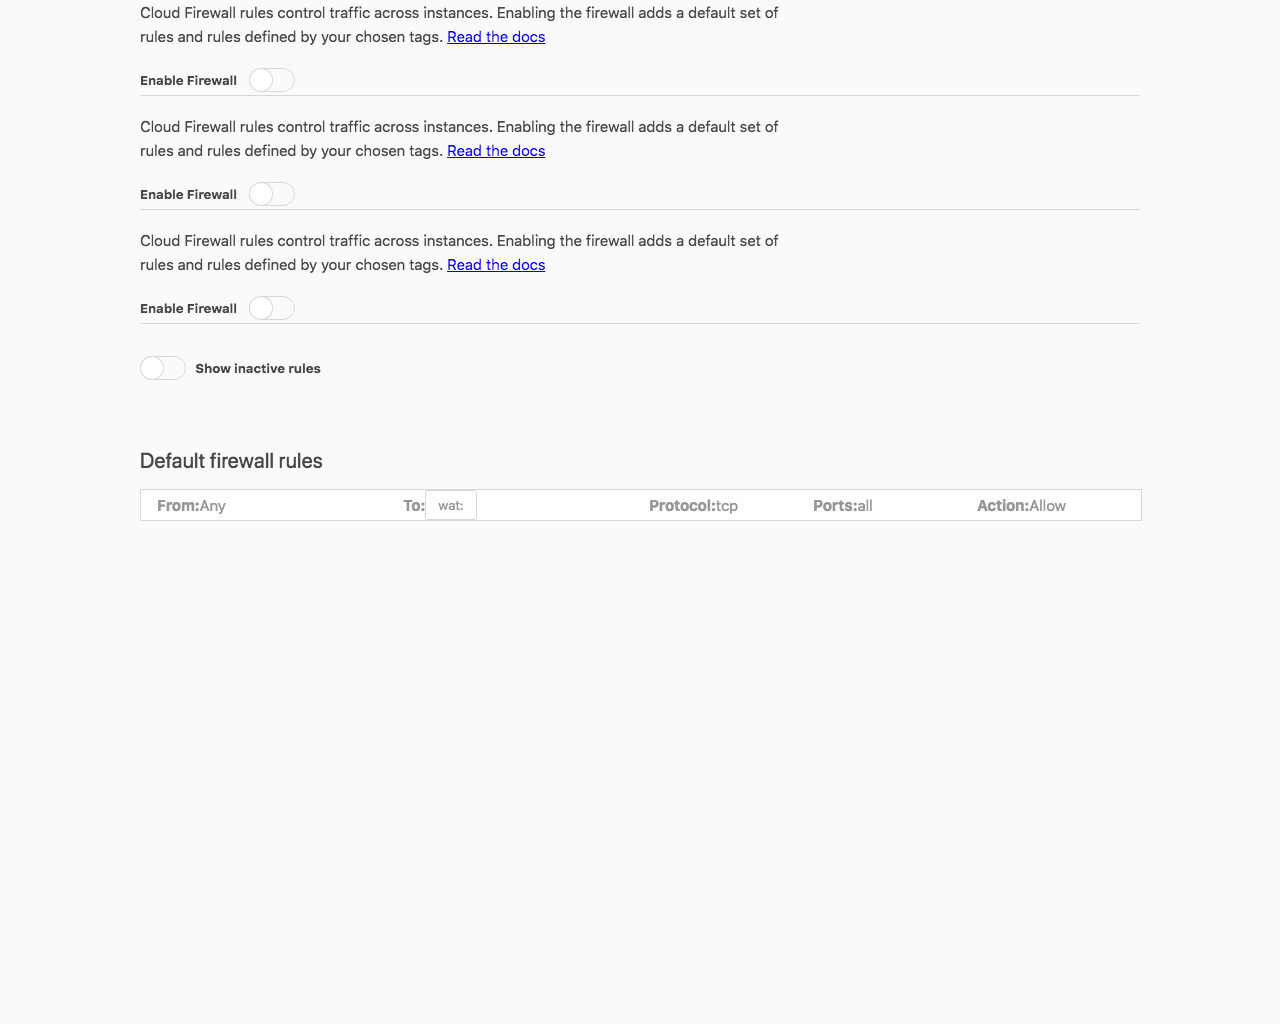 Cloud Firewall rules control traffic across instances. Enabling the firewall adds a default set of
rules and rules defined by your chosen tags. Read the docs
Enable Firewall
Cloud Firewall rules control traffic across instances. Enabling the firewall adds a default set of
rules and rules defined by your chosen tags. Read the docs
Enable Firewall
Cloud Firewall rules control traffic across instances. Enabling the firewall adds a default set of
rules and rules defined by your chosen tags. Read the docs
Enable Firewall
Show inactive rules
Default firewall rules
From:Any To: wat: Protocol:tcp Ports:all Action:Allow